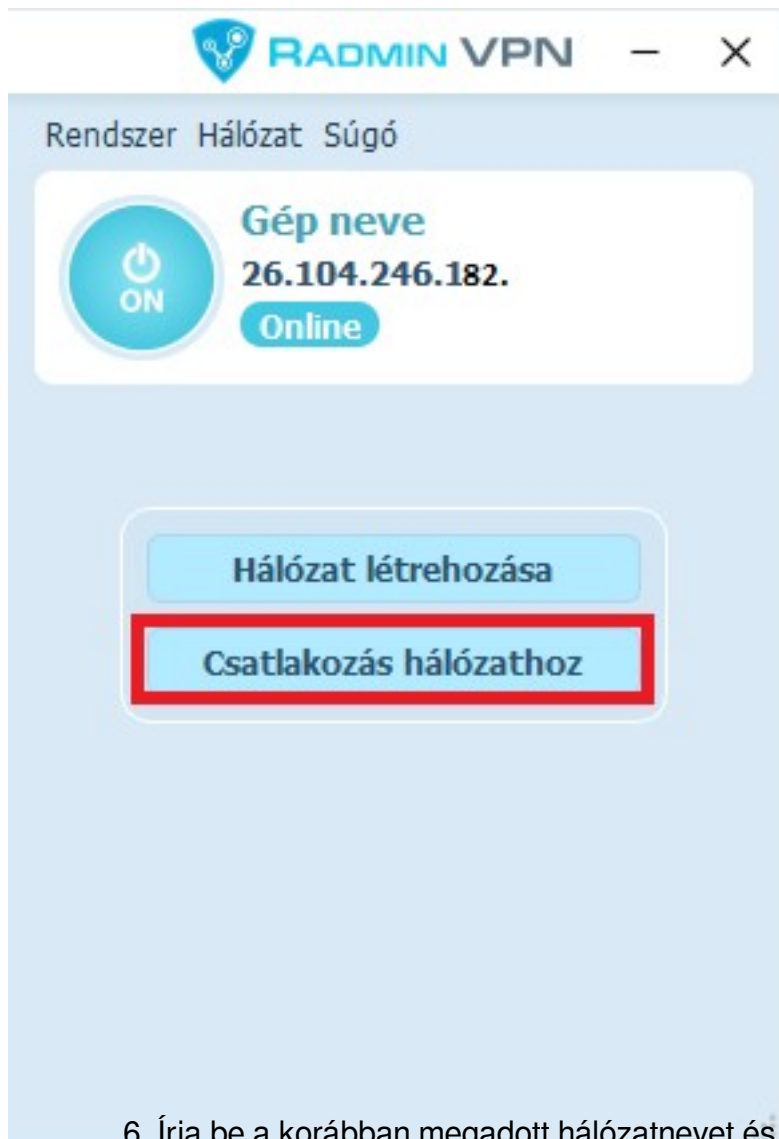 RADMIN VPN
Rendszer Hálózat Súgó
Gép neve
26.104.246.182.
ON
Online
Hálózat létrehozása
Csatlakozás hálózathoz
6. Írja be a korábban megadott hálózatnevet és